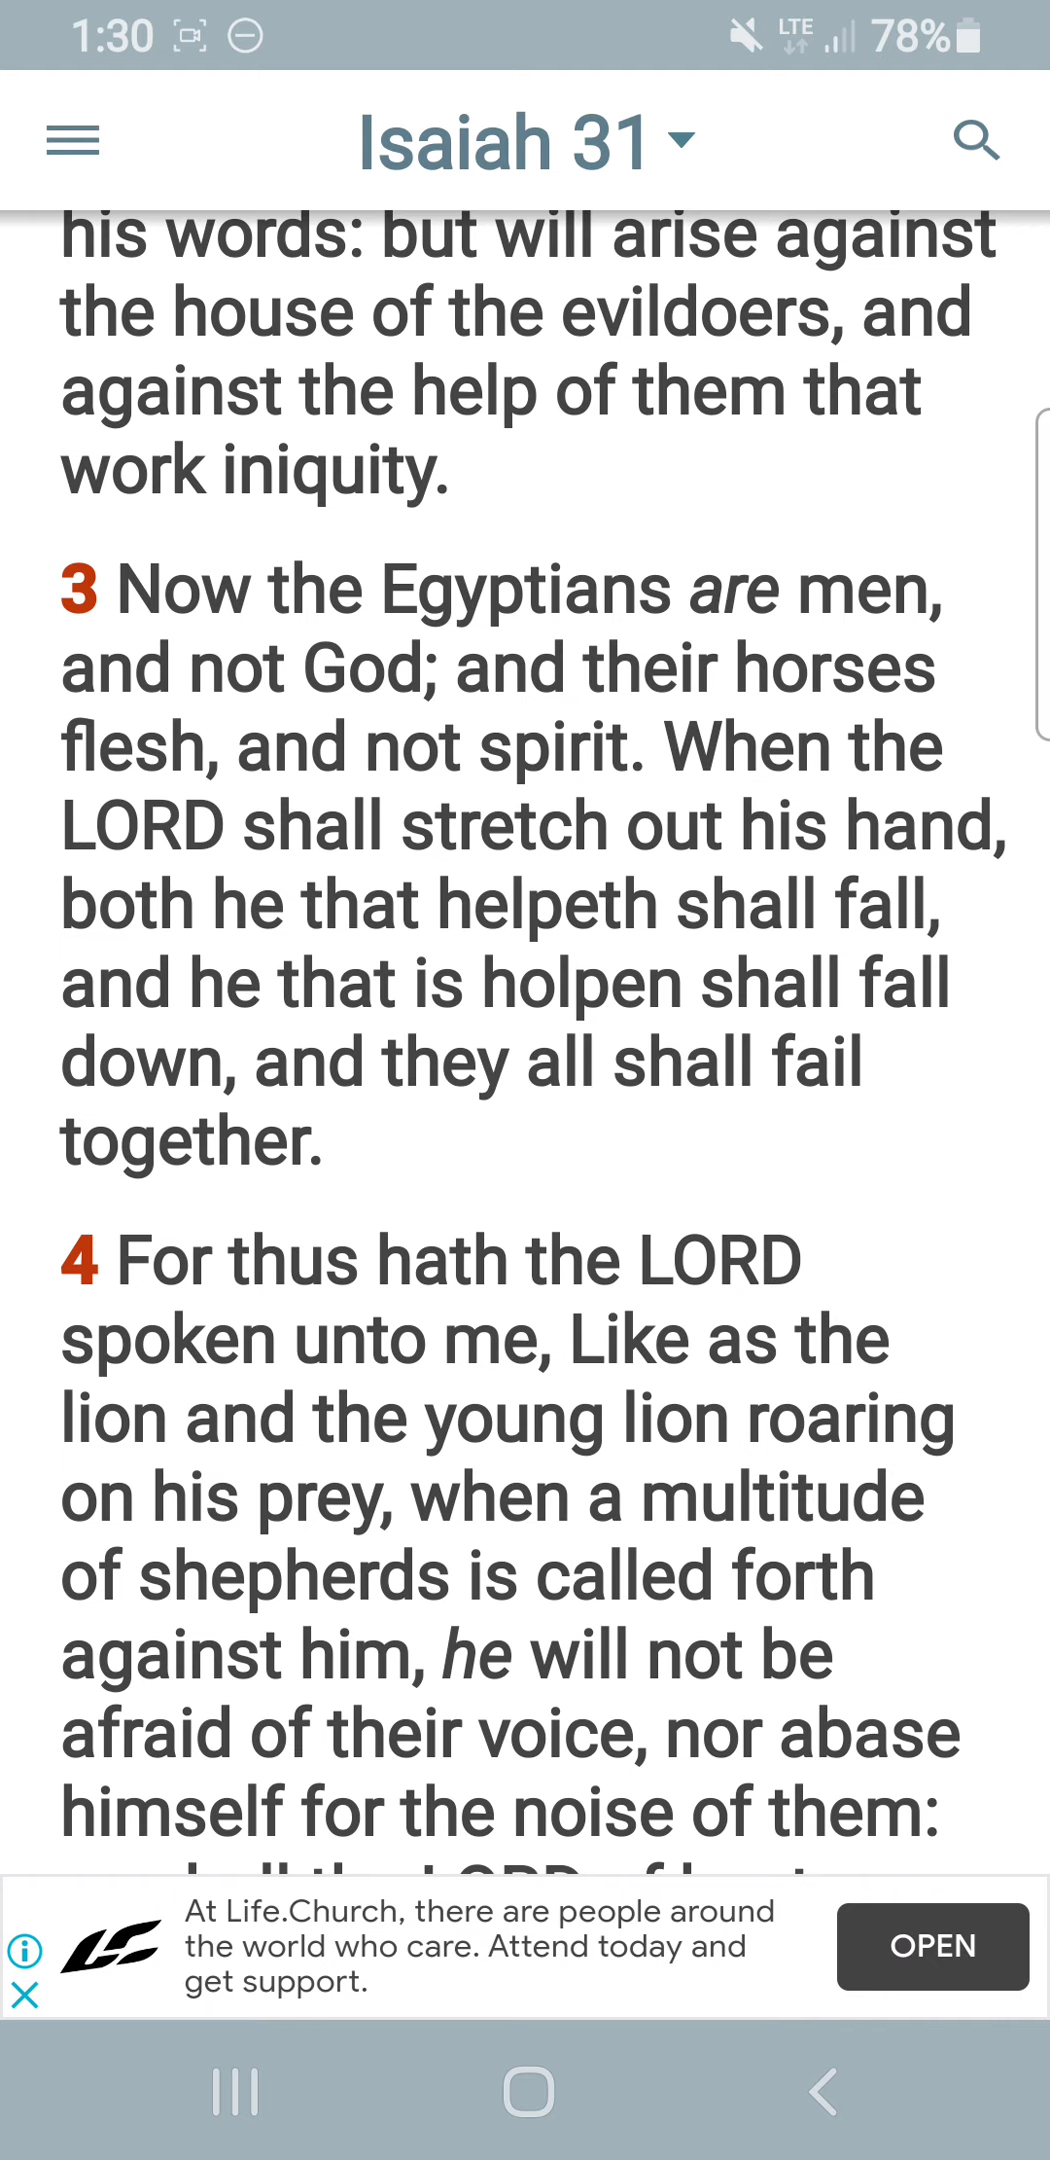 1:30 LTE 78%
Isaiah 31
his words: but will arise against
the house of the evildoers, and
against the help of them that
work iniquity.
3 Now the Egyptians are men,
and not God; and their horses
flesh, and not spirit. When the
LORD shall stretch out his hand,
both he that helpeth shall fall,
and he that is holpen shall fall
down, and they all shall fail
together.
4 For thus hath the LORD
spoken unto me, Like as the
lion and the young lion roaring
on his prey, when a multitude
of shepherds is called forth
against him, he will not be
afraid of their voice, nor abase
himself for the noise of them:
At Life.Church, there are people around
the world who care. Attend today and
get support.
OPEN